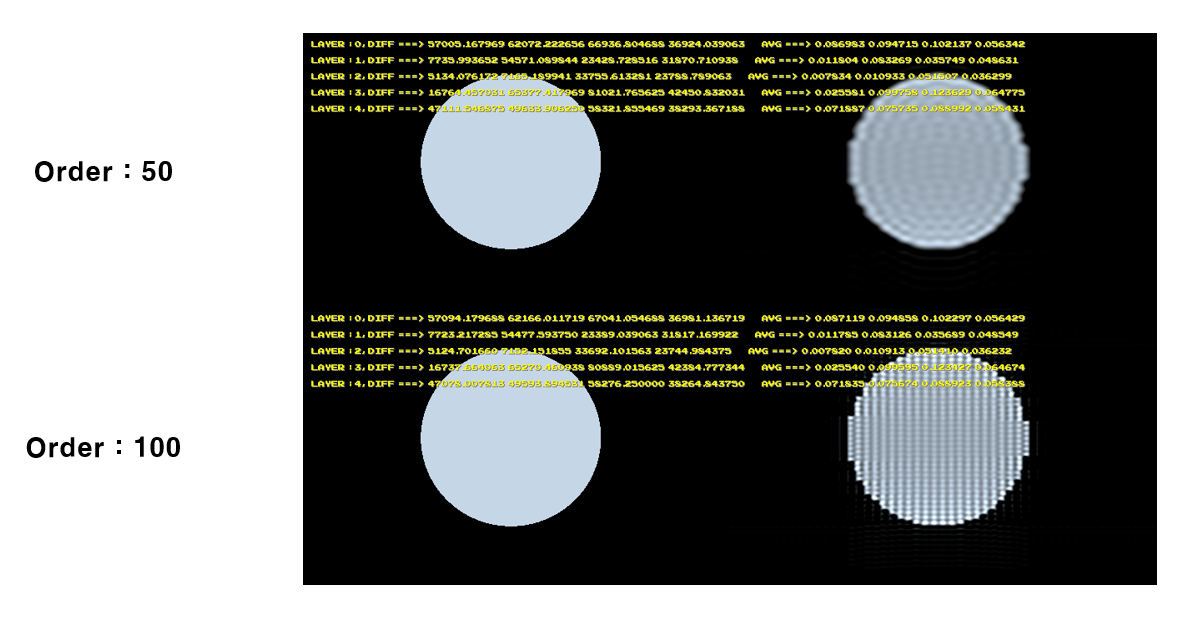 LAYER : 0, DIFF ===> 57005.167969 62072.222656 66936.804688 36924.039063 AVG ===> 0.086983 0.094715 0.102137 0.056342
LAYER : 1, DIFF ===> 7735.993652 54571.089844 23428.728516 31870.710938 AVG ===> 0.011804 0.083269 0.035749 0.048631
LAYER : 2, DIFF ===> 5134.076172 7165.189941 33755.613281 23788.789063 AVG ===> 0.007834 0.010933 0.051507 0.036299
LAYER : 3, DIFF ===> 16764.457031 65377.417969 81021.765625 42450.832031 AVG ===> 0.025581 0.099758 0.123629 0.064775
LAYER : 4, DIFF ===> 47111.546875 49633.906250 58321.855469 38293.367188 AVG ===> 0.071887 0.075735 0.088992 0.058431
Order : 50
LAYER : 0, DIFF ===> 57094.179688 62166.011719 67041.054688 36981.136719 AVG ===> 0.087119 0.094858 0.102297 0.056429
LAYER : 1, DIFF ===> 7723.217285 54477.593750 23389.039063 31817.169922 AVG ===> 0.011785 0.083126 0.035689 0.048549
LAYER : 2, DIFF ===> 5124.701660 7152.151855 33692.101563 23744.984375 AVG ===> 0.007820 0.010913 0.051410 0.036232
LAYER : 3, DIFF ===> 16737.664063 65270.460938 80889.015625 42384.777344 AVG ===> 0.025540 0.099595 0.123427 0.064674
LAYER : 4, DIFF ===> 47078.007813 49593.894531 58276.250000 38264.843750 AVG ===> 0.071835 0.075674 0.088923 0.058388
Order : 100